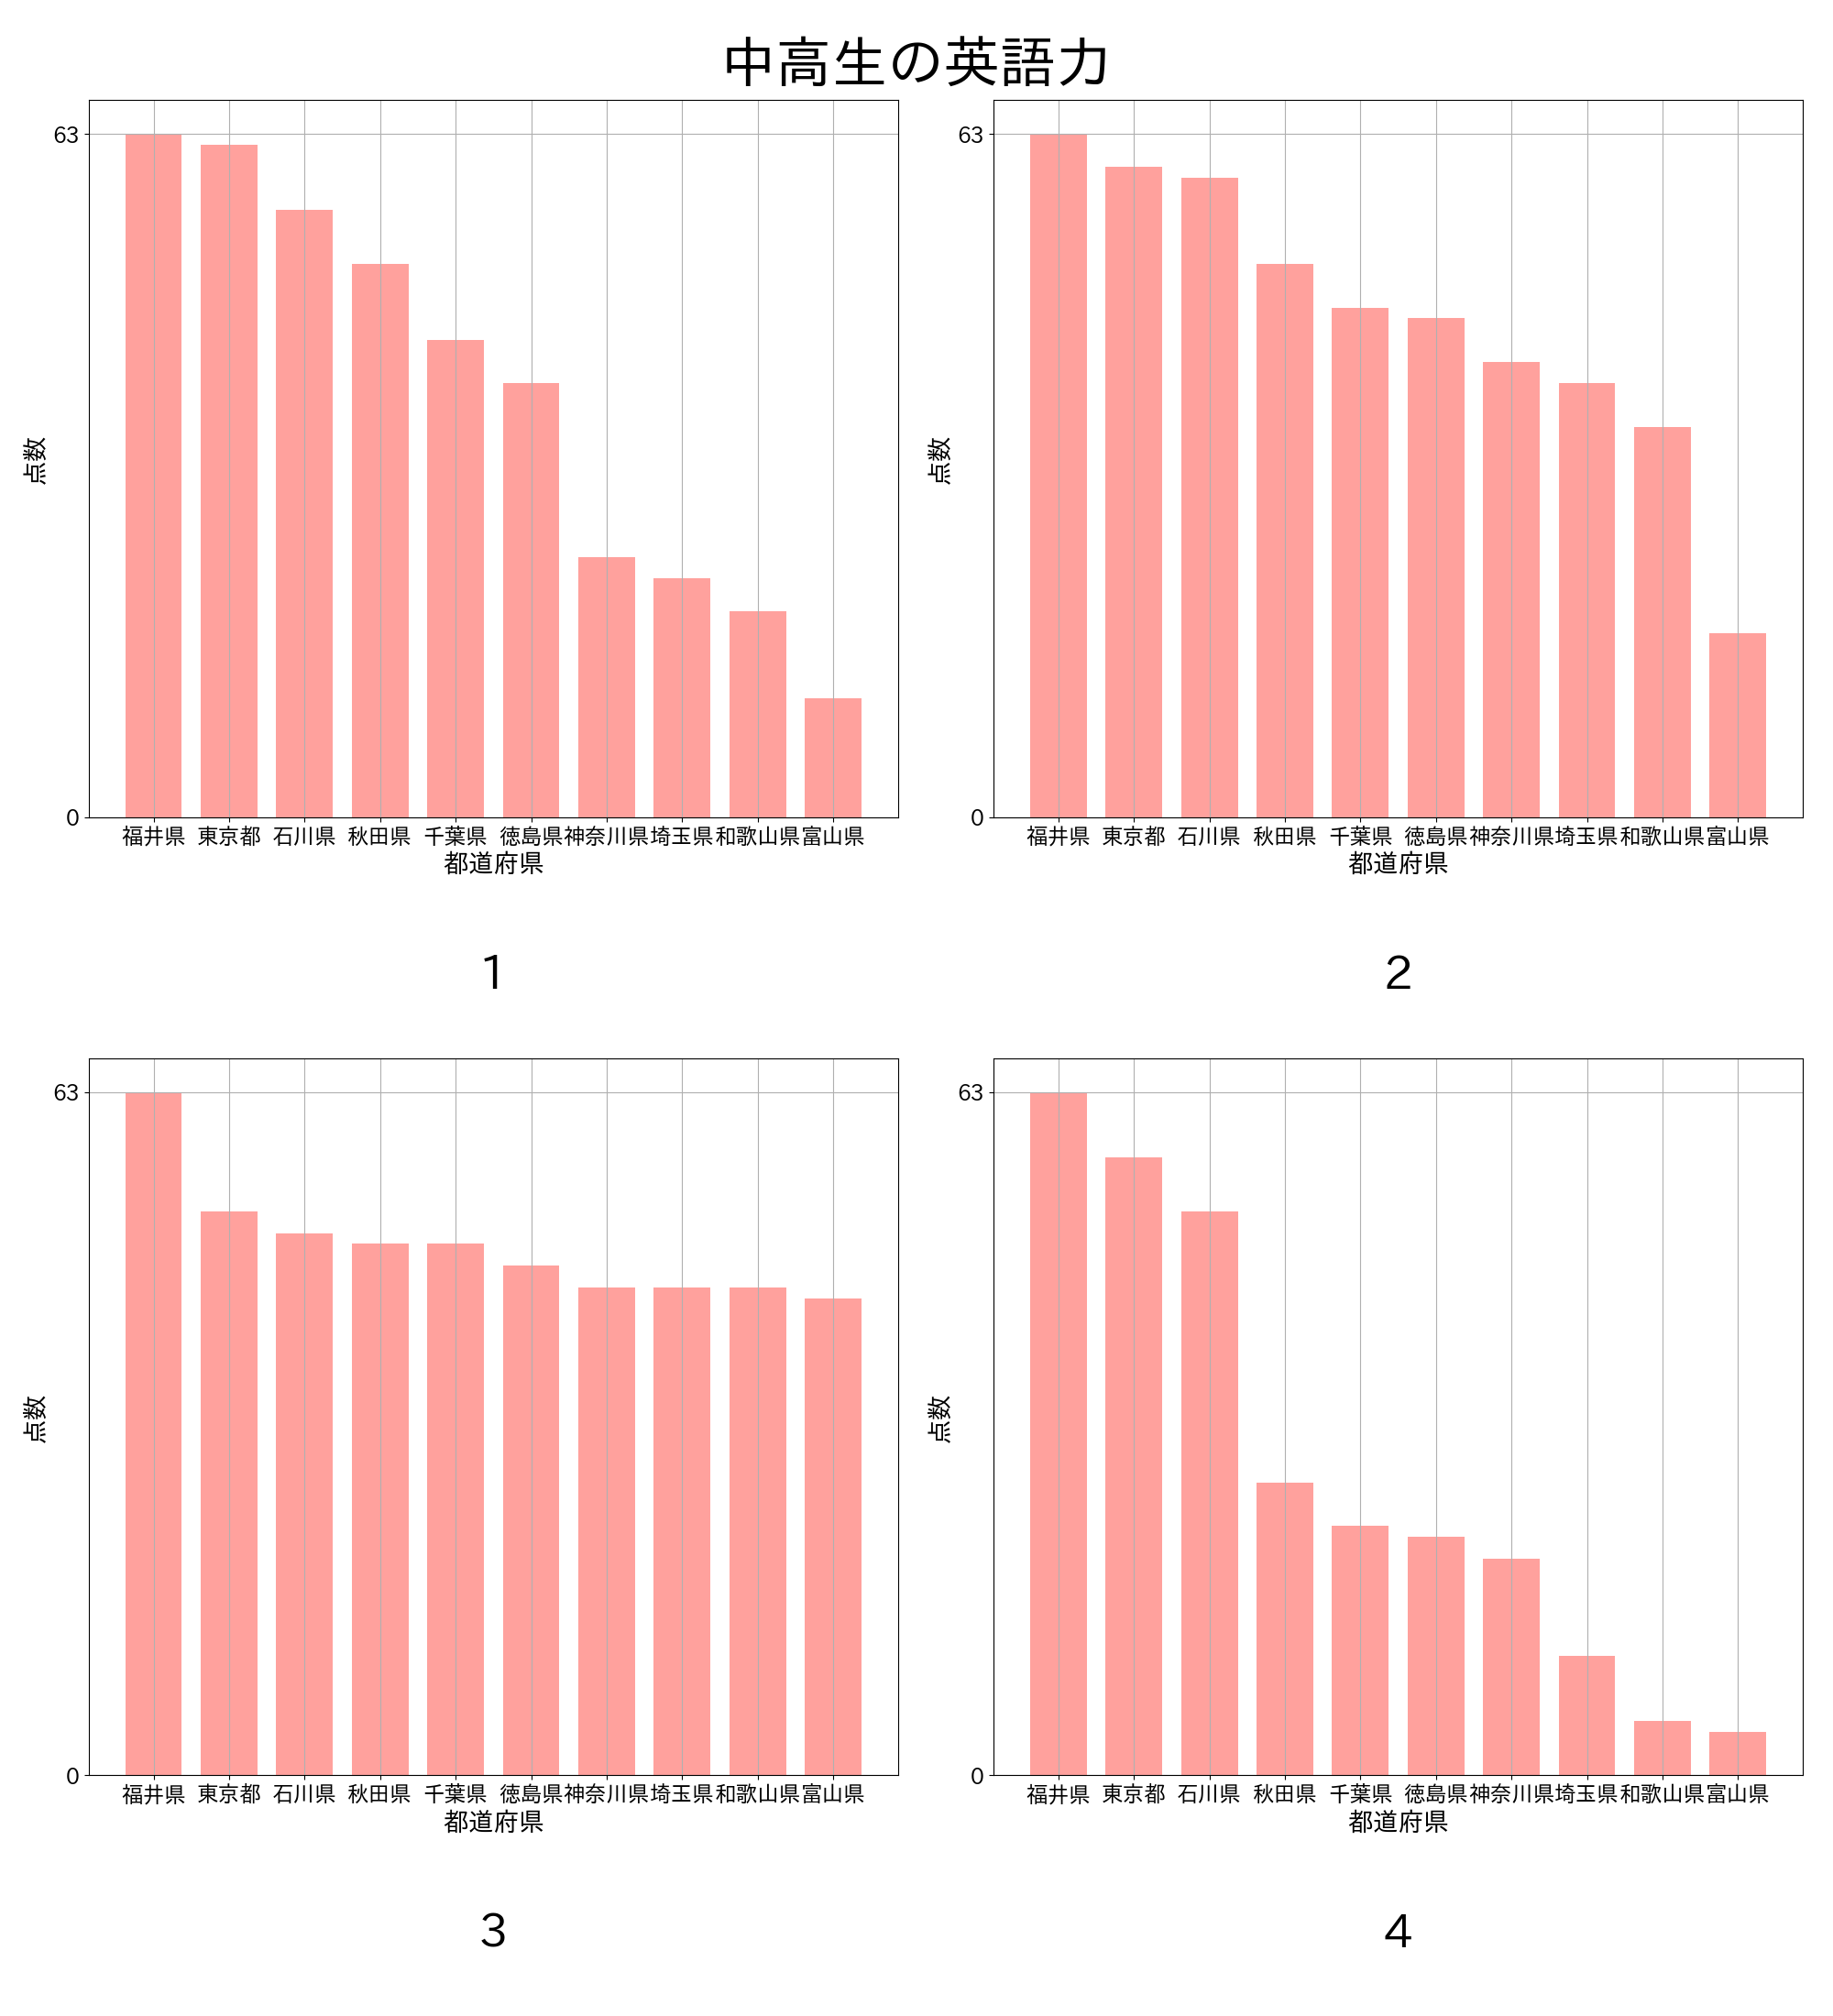 中高生の英語力
63
点数
0
福井県 東京都 石川県 秋田県 千葉県 徳島県 神奈川県 埼玉県 和歌山県 富山県
都道府県
1
63
点数
0
福井県 東京都 石川県 秋田県 千葉県 徳島県 神奈川県 埼玉県 和歌山県 富山県
都道府県
2
63
点数
0
福井県 東京都 石川県 秋田県 千葉県 徳島県 神奈川県 埼玉県 和歌山県 富山県
都道府県
3
63
点数
0
福井県 東京都 石川県 秋田県 千葉県 徳島県 神奈川県 埼玉県 和歌山県 富山県
都道府県
4